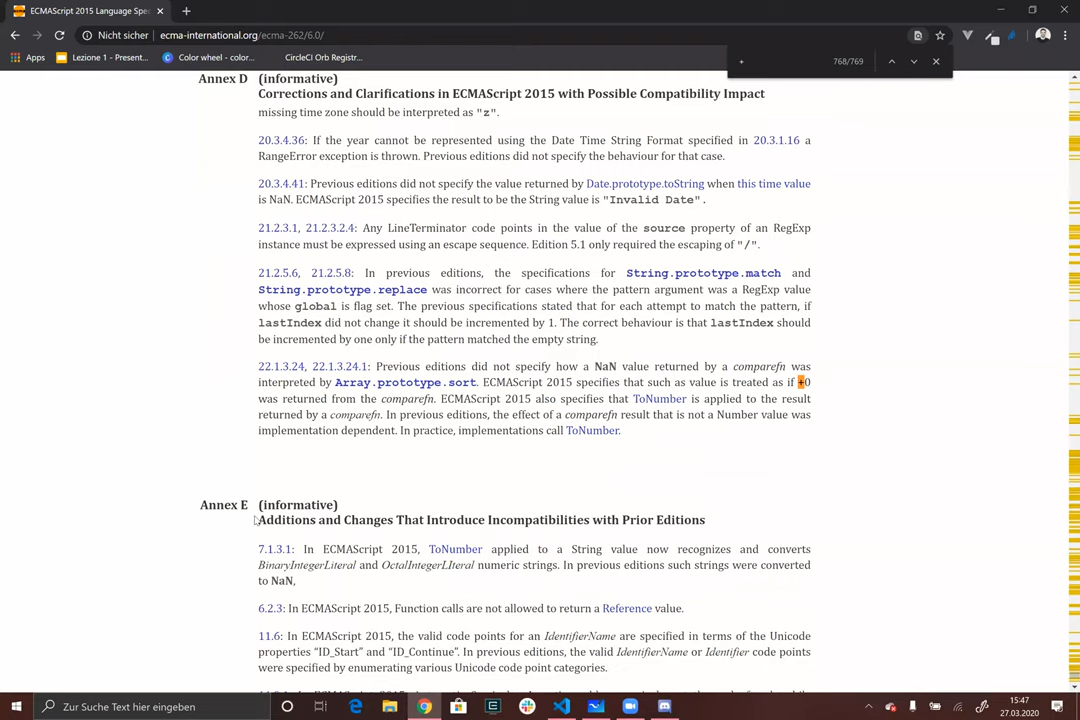 ECMAScript 2015 Language Spe
Nicht sicher
ecma-international.org/ecma-262/6.0/
Apps
Lezione 1 - Present...
Color wheel - color...
CircleCI Orb Registr...
+
768/769
Annex D (informative)
Corrections and Clarifications in ECMAScript 2015 with Possible Compatibility Impact
missing time zone should be interpreted as "z".
20.3.4.36: If the year cannot be represented using the Date Time String Format specified in 20.3.1.16 a
RangeError exception is thrown. Previous editions did not specify the behaviour for that case.
20.3.4.41: Previous editions did not specify the value returned by Date.prototype.toString when this time value
is NaN. ECMAScript 2015 specifies the result to be the String value is "Invalid Date".
21.2.3.1, 21.2.3.2.4: Any LineTerminator code points in the value of the source property of an RegExp
instance must be expressed using an escape sequence. Edition 5.1 only required the escaping of "/".
21.2.5.6, 21.2.5.8: In previous editions, the specifications for String.prototype.match and
String.prototype.replace was incorrect for cases where the pattern argument was a RegExp value
whose global is flag set. The previous specifications stated that for each attempt to match the pattern, if
lastIndex did not change it should be incremented by 1. The correct behaviour is that lastIndex should
be incremented by one only if the pattern matched the empty string.
22.1.3.24, 22.1.3.24.1: Previous editions did not specify how a NaN value returned by a comparefn was
interpreted by Array.prototype.sort. ECMAScript 2015 specifies that such as value is treated as if +0
was returned from the comparefn. ECMAScript 2015 also specifies that ToNumber is applied to the result
returned by a comparefn. In previous editions, the effect of a comparefn result that is not a Number value was
implementation dependent. In practice, implementations call ToNumber.
Annex E (informative)
Additions and Changes That Introduce Incompatibilities with Prior Editions
7.1.3.1: In ECMAScript 2015, ToNumber applied to a String value now recognizes and converts
BinaryIntegerLiteral and OctalIntegerLIteral numeric strings. In previous editions such strings were converted
to NaN,
6.2.3: In ECMAScript 2015, Function calls are not allowed to return a Reference value.
11.6: In ECMAScript 2015, the valid code points for an IdentifierName are specified in terms of the Unicode
properties “ID_Start” and “ID_Continue”. In previous editions, the valid IdentifierName or Identifier code points
were specified by enumerating various Unicode code point categories.
Zur Suche Text hier eingeben
15:47
27.03.2020